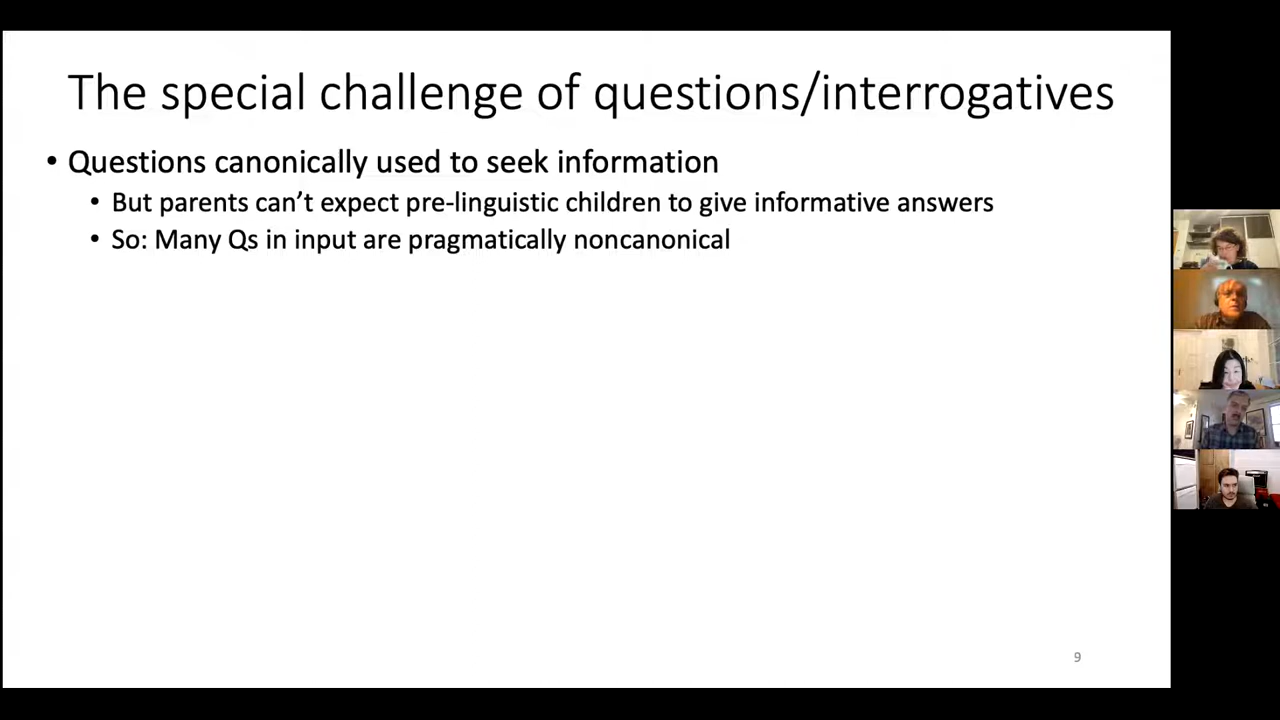 The special challenge of questions/interrogatives
• Questions canonically used to seek information
• But parents can’t expect pre-linguistic children to give informative answers
• So: Many Qs in input are pragmatically noncanonical
9